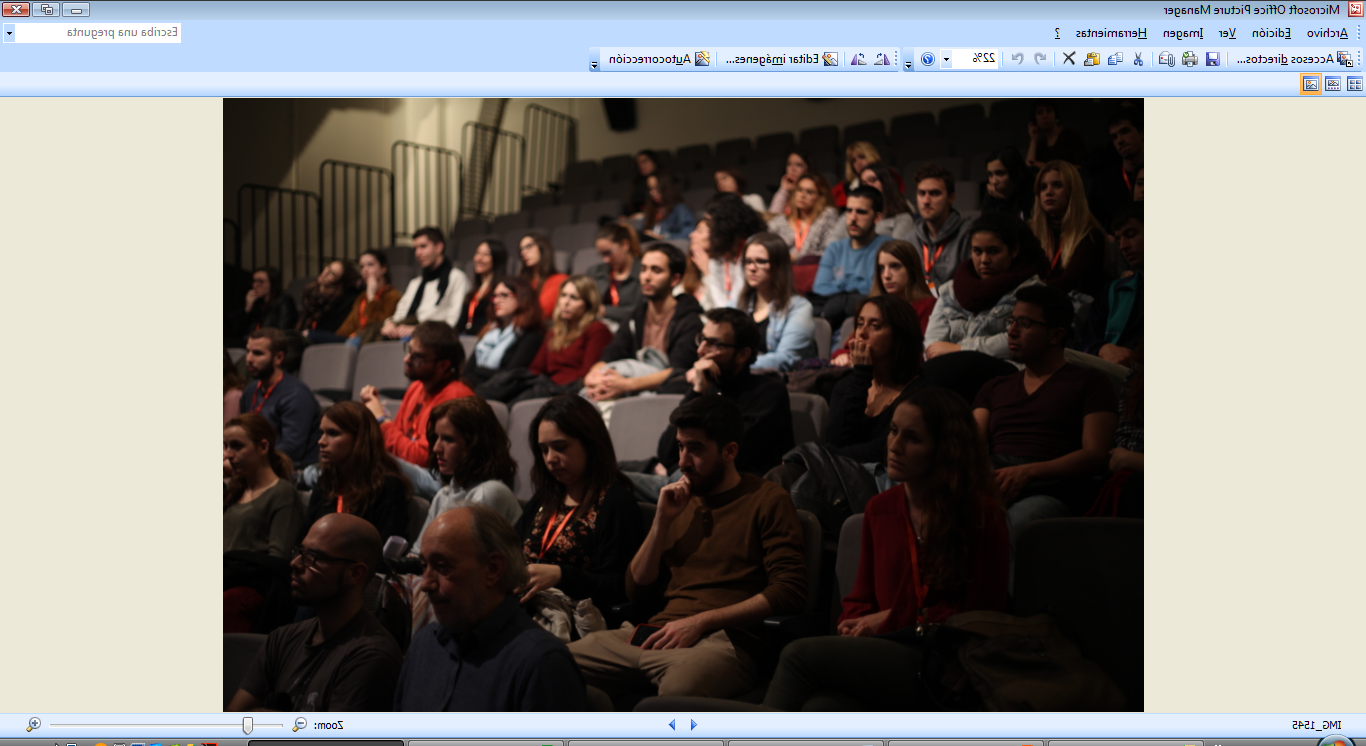 Microsoft Office Picture Manager
Archivo Edición Ver Imagen Herramientas ?
Escriba una pregunta
Accesos directos... 22% Editar imágenes... Autocorrección
IMG_1545
Zoom: